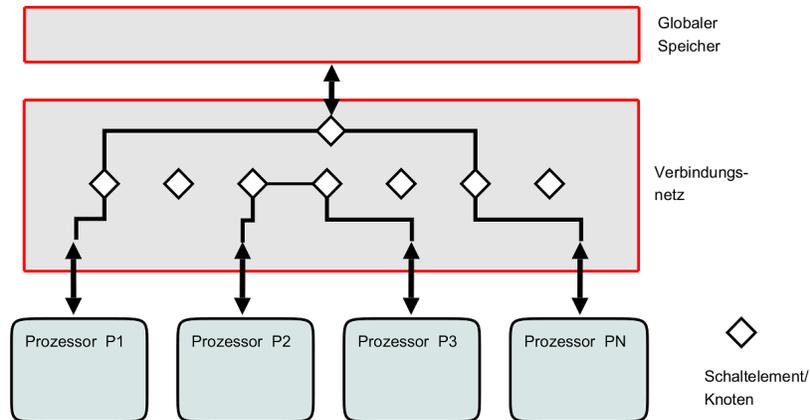 Globaler
Speicher
Verbindungs-
netz
Prozessor P1
Prozessor P2
Prozessor P3
Prozessor PN
Schaltelement/
Knoten